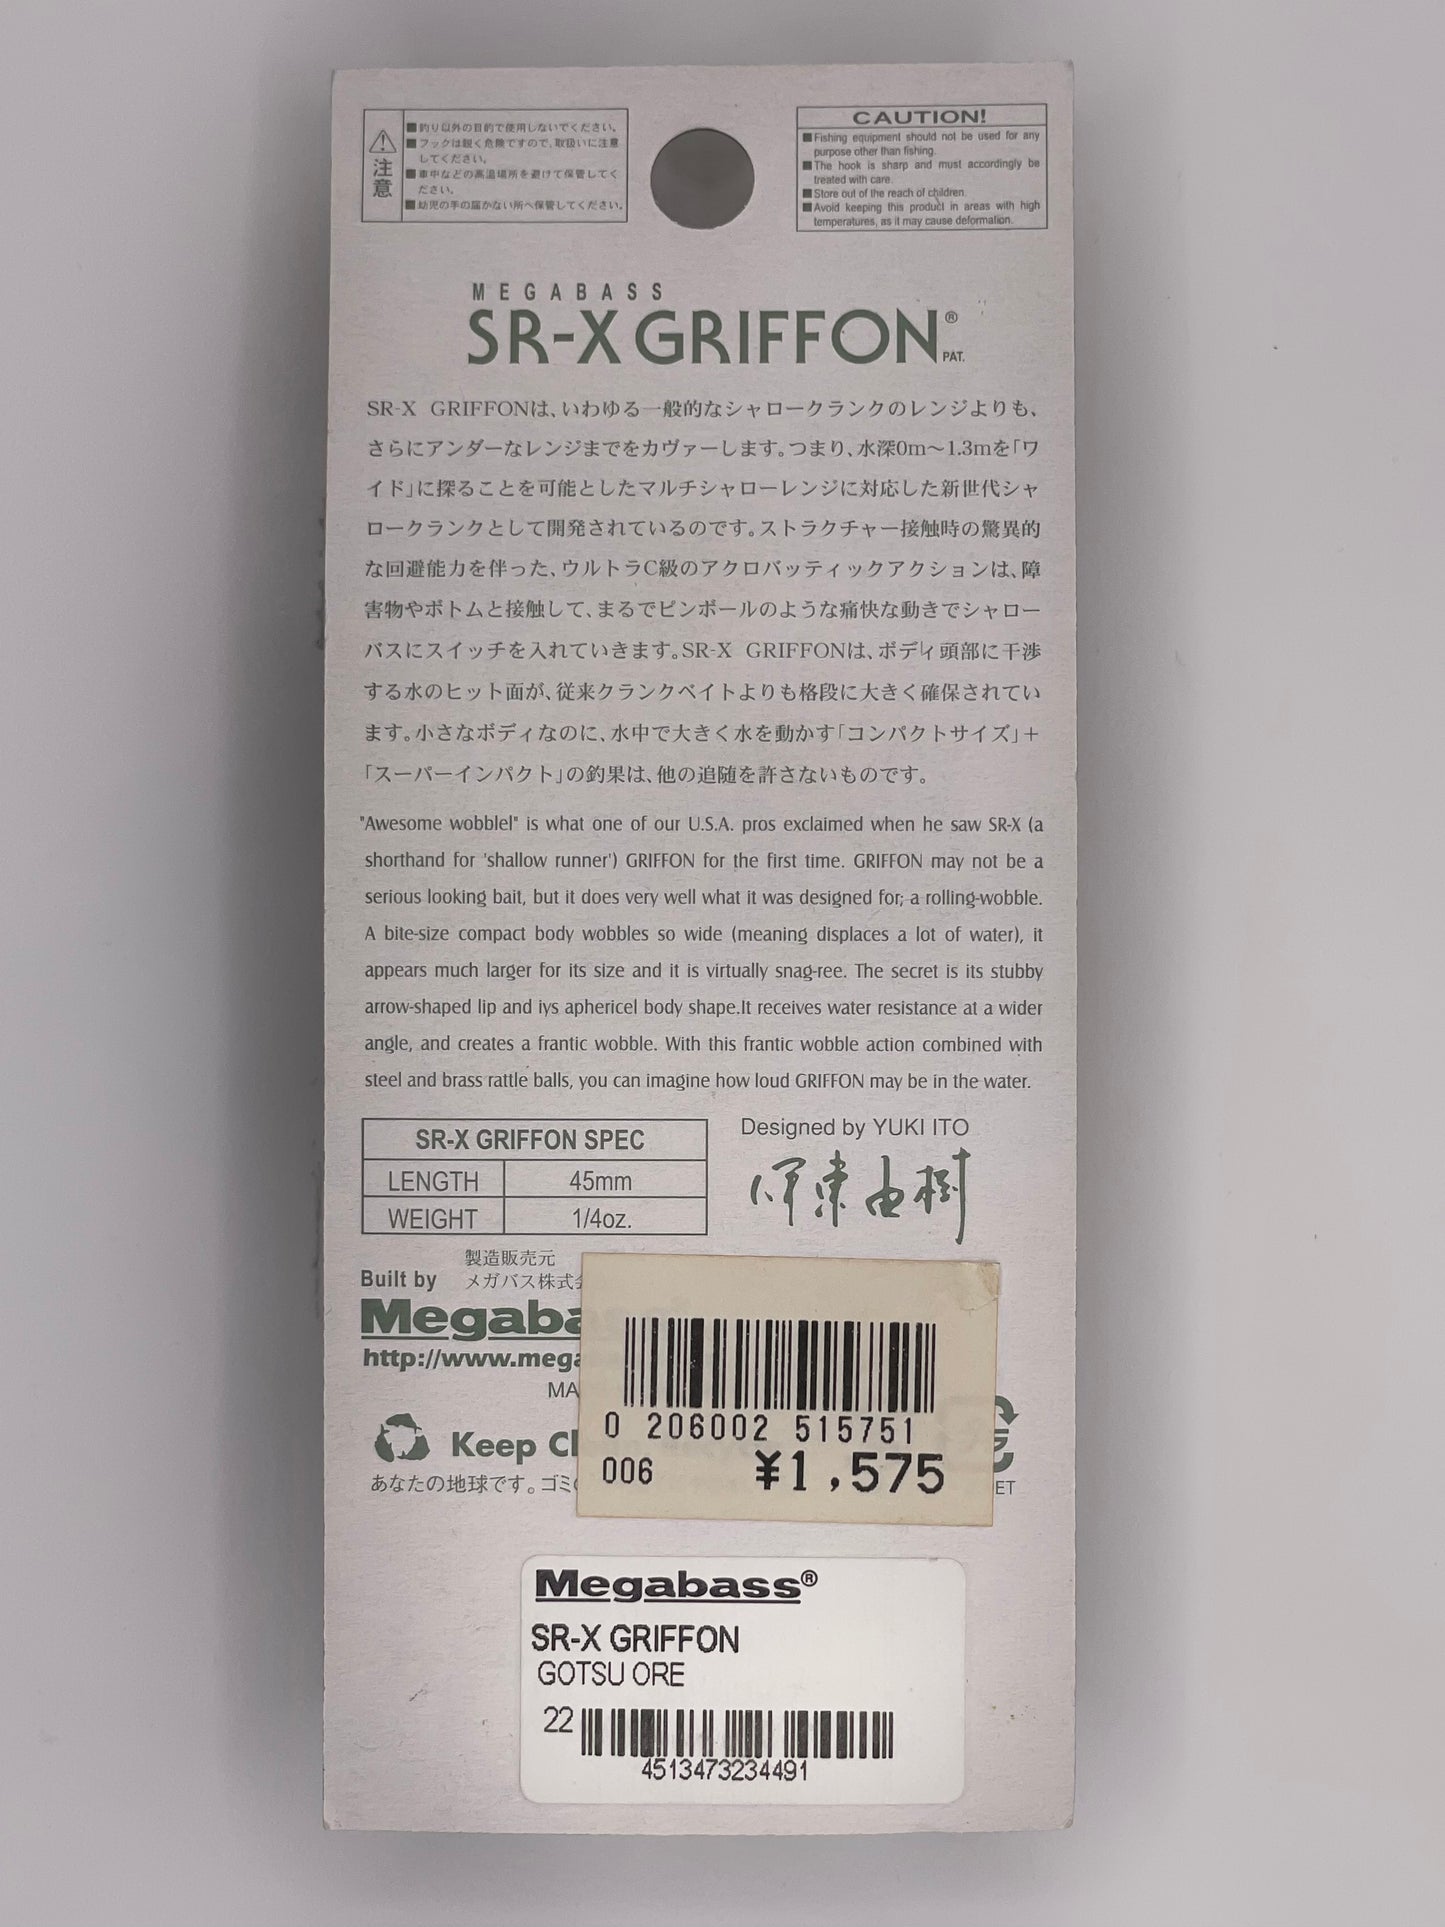 注意
■釣り以外の目的で使用しないでください。
■フックは鋭く危険ですので、取扱いに注意
してください。
■車中などの高温場所を避けて保管してく
ださい。
■幼児の手の届かない所へ保管してください。
CAUTION!
■Fishing equipment should not be used for any
purpose other than fishing.
■The hook is sharp and must accordingly be
treated with care.
■Store out of the reach of children.
■Avoid keeping this product in areas with high
temperatures, as it may cause deformation.
MEGABASS
SR-X GRIFFON®
PAT.
SR-X GRIFFONは、いわゆる一般的なシャロークランクのレンジよりも、
さらにアンダーなレンジまでをカヴァーします。つまり、水深0m〜1.3mを「ワ
イド」に探ることを可能としたマルチシャローレンジに対応した新世代シャ
ロークランクとして開発されているのです。ストラクチャー接触時の驚異的
な回避能力を伴った、ウルトラC級のアクロバッティックアクションは、障
害物やボトムと接触して、まるでピンボールのような痛快な動きでシャロー
バスにスイッチを入れていきます。SR-X GRIFFONは、ボディ頭部に干渉
する水のヒット面が、従来クランクベイトよりも格段に大きく確保されてい
ます。小さなボディなのに、水中で大きく水を動かす「コンパクトサイズ」＋
「スーパーインパクト」の釣果は、他の追随を許さないものです。
"Awesome wobblel" is what one of our U.S.A. pros exclaimed when he saw SR-X (a
shorthand for 'shallow runner') GRIFFON for the first time. GRIFFON may not be a
serious looking bait, but it does very well what it was designed for; a rolling-wobble.
A bite-size compact body wobbles so wide (meaning displaces a lot of water), it
appears much larger for its size and it is virtually snag-ree. The secret is its stubby
arrow-shaped lip and iys aphericel body shape.It receives water resistance at a wider
angle, and creates a frantic wobble. With this frantic wobble action combined with
steel and brass rattle balls, you can imagine how loud GRIFFON may be in the water.
SR-X GRIFFON SPEC
LENGTH 45mm
WEIGHT 1/4oz.
Designed by YUKI ITO
伊東由樹
製造販売元
Built by メガバス株式
Megaba
http://www.mega
MA
Keep Cl
あなたの地球です。ゴミ
ET
0 206002 515751
006 ¥1,575
Megabass®
SR-X GRIFFON
GOTSU ORE
22
4513473234491